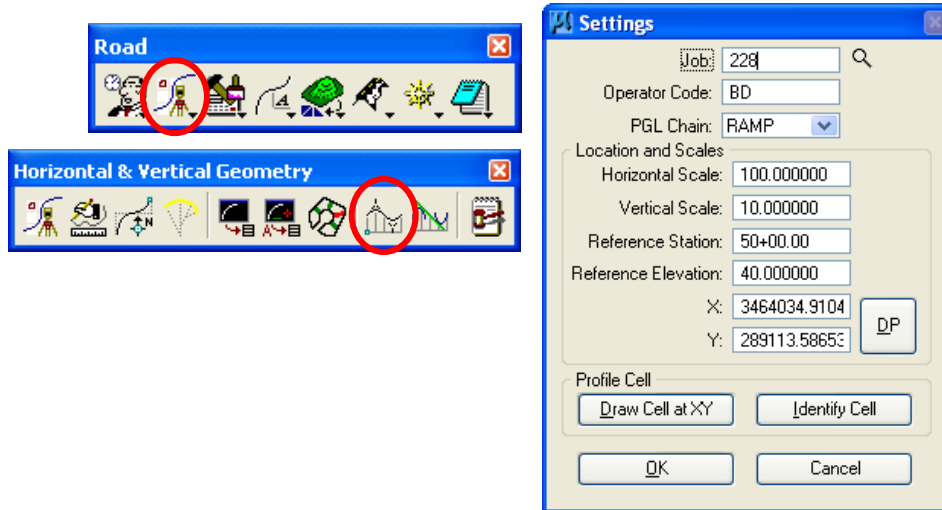 Road
Horizontal & Vertical Geometry
Settings
Job: 228
Operator Code: BD
PGL Chain: RAMP
Location and Scales
Horizontal Scale: 100.000000
Vertical Scale: 10.000000
Reference Station: 50+00.00
Reference Elevation: 40.000000
X: 3464034.9104
Y: 289113.58653
DP
Profile Cell
Draw Cell at XY
Identify Cell
OK
Cancel